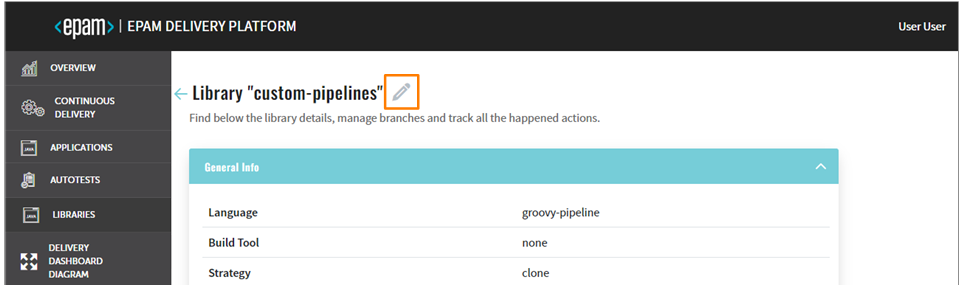 <epam> | EPAM DELIVERY PLATFORM
User User
OVERVIEW
CONTINUOUS
DELIVERY
APPLICATIONS
AUTOTESTS
LIBRARIES
DELIVERY
DASHBOARD
DIAGRAM
Library "custom-pipelines"
Find below the library details, manage branches and track all the happened actions.
General Info
Language groovy-pipeline
Build Tool none
Strategy clone